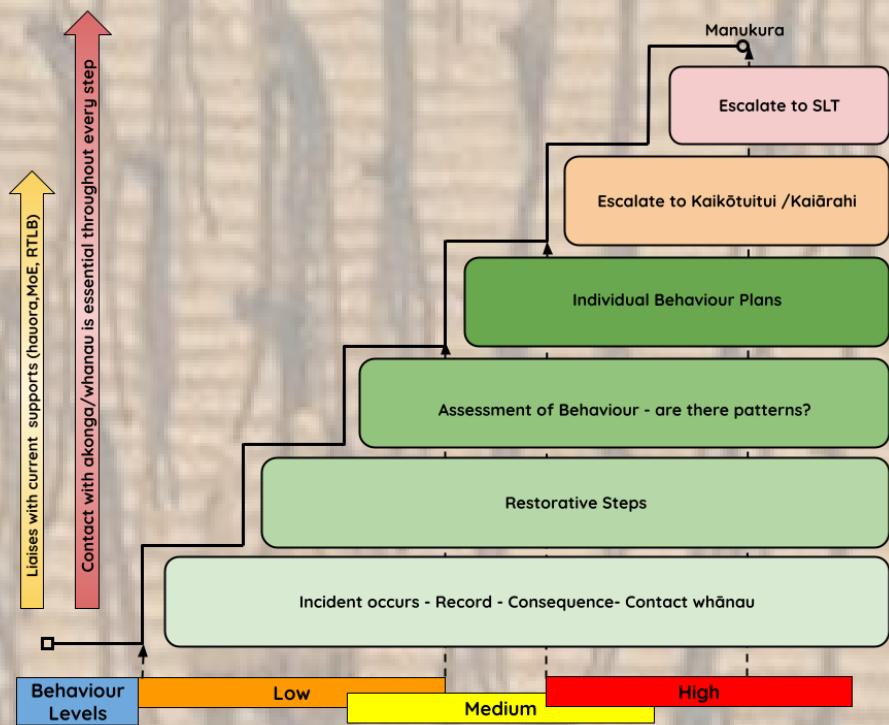 Manukura
Escalate to SLT
Escalate to Kaikōtuitui /Kaiārahi
Individual Behaviour Plans
Assessment of Behaviour - are there patterns?
Restorative Steps
Incident occurs - Record - Consequence- Contact whānau
Liaises with current  supports (hauora,MoE, RTLB)
Contact with akonga/whanau is essential throughout every step
Behaviour
Levels
Low
Medium
High